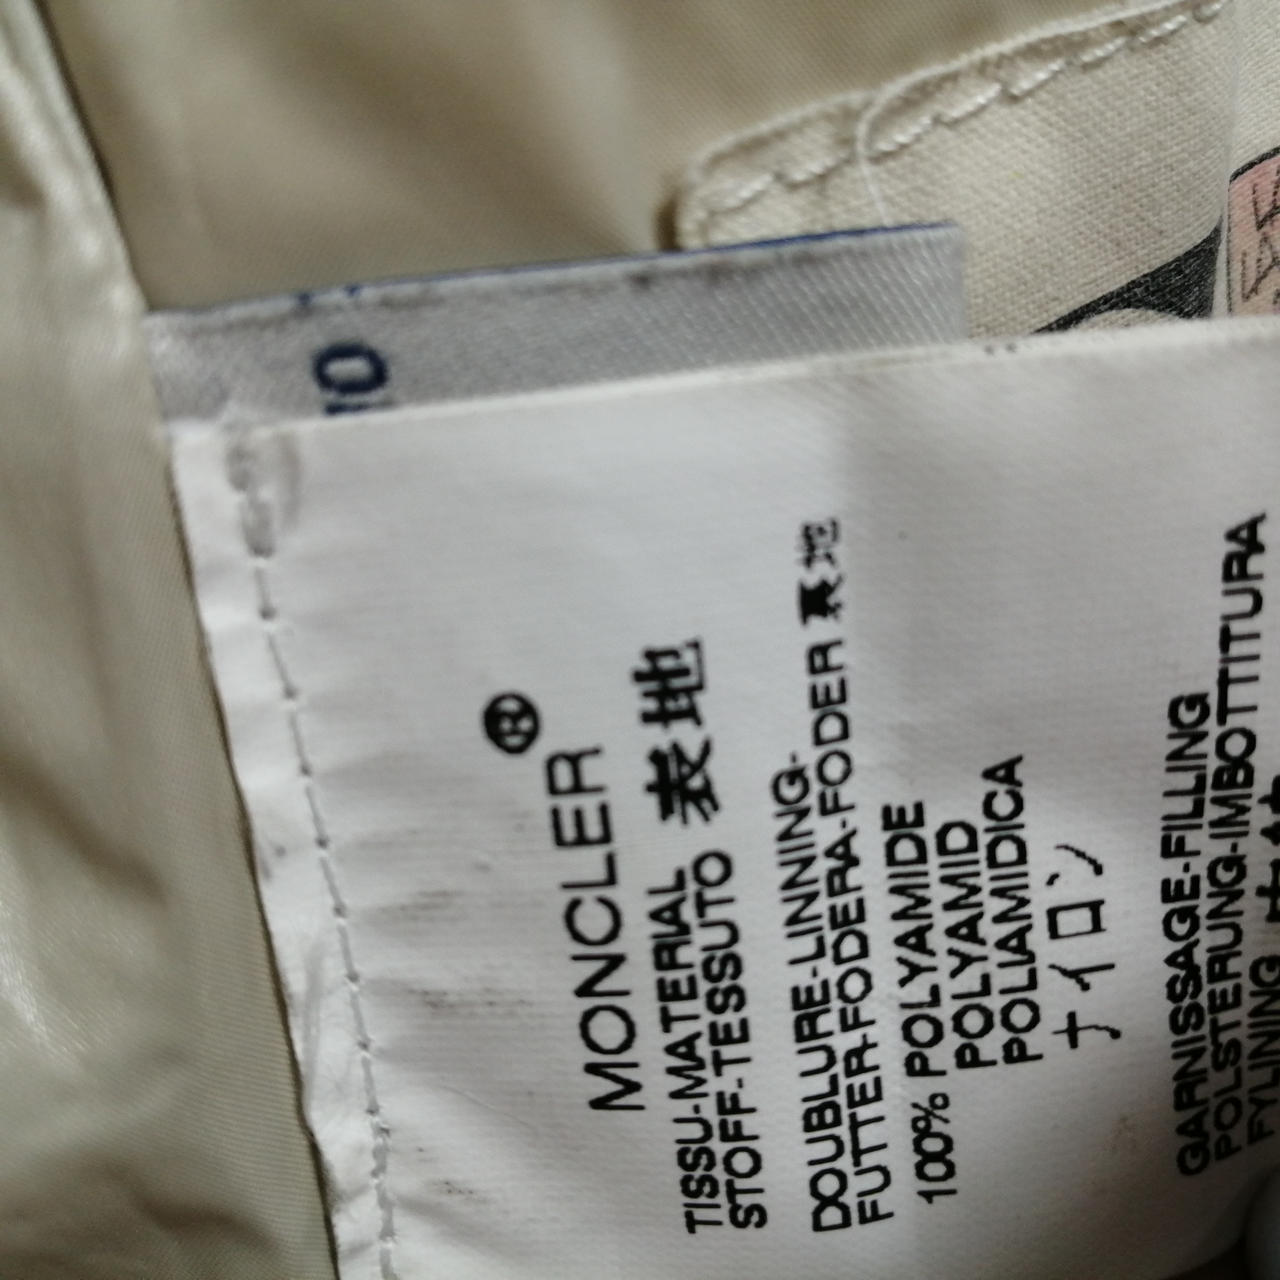 MONCLER®
TISSU-MATERIAL
STOFF-TESSUTO 表地
DOUBLURE-LINNING-
FUTTER-FODERA-FODER 裏地
100% POLYAMIDE
POLYAMID
POLIAMIDICA
ナイロン
GARNISSAGE-FILLING
POLSTERUNG-IMBOTTITURA
FYLINING